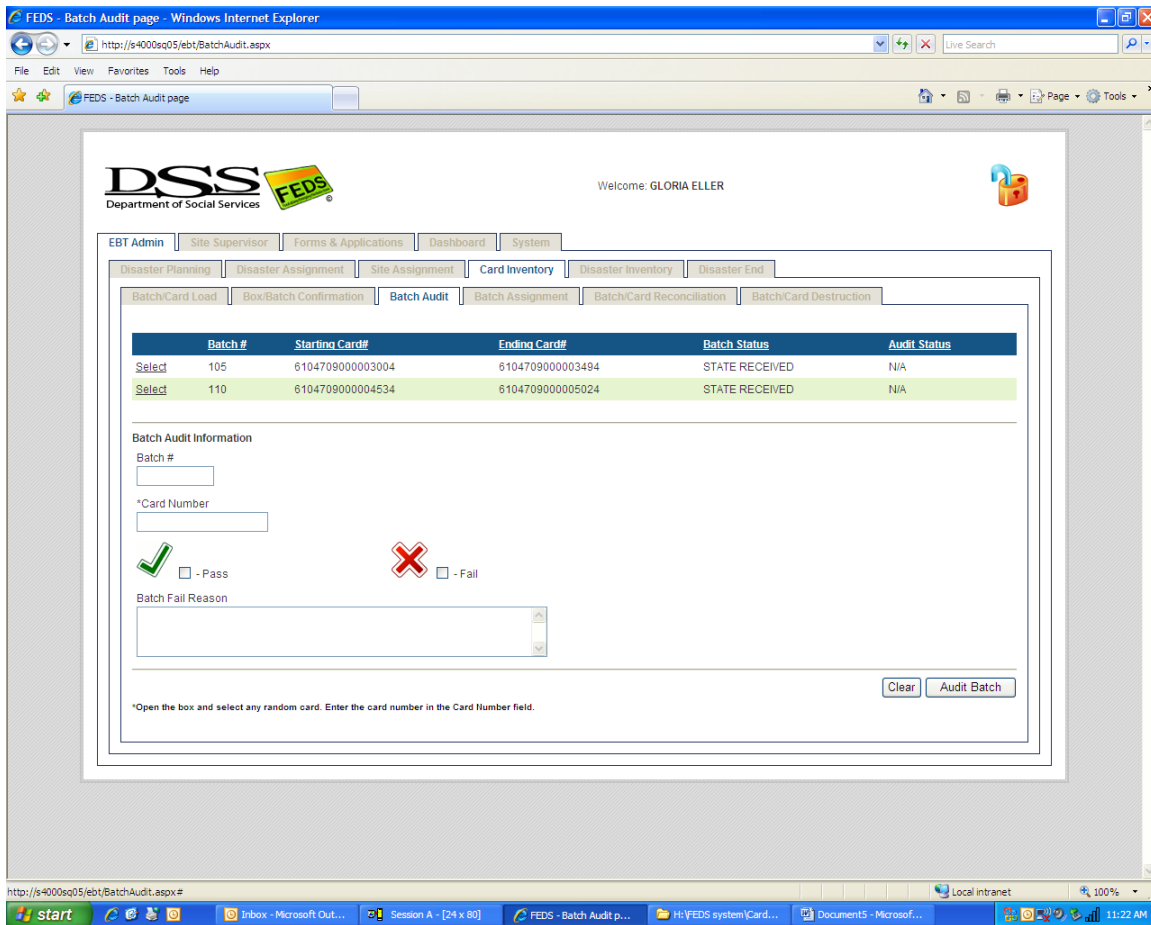 FEDS - Batch Audit page - Windows Internet Explorer
http://s4000sq05/ebt/BatchAudit.aspx
Live Search
File Edit View Favorites Tools Help
FEDS - Batch Audit page
Page Tools
DSS
Department of Social Services
FEDS
©
Welcome: GLORIA ELLER
EBT Admin Site Supervisor Forms & Applications Dashboard System
Disaster Planning Disaster Assignment Site Assignment Card Inventory Disaster Inventory Disaster End
Batch/Card Load Box/Batch Confirmation Batch Audit Batch Assignment Batch/Card Reconciliation Batch/Card Destruction
Batch # Starting Card# Ending Card# Batch Status Audit Status
Select 105 6104709000003004 6104709000003494 STATE RECEIVED N/A
Select 110 6104709000004534 6104709000005024 STATE RECEIVED N/A
Batch Audit Information
Batch #
*Card Number
- Pass - Fail
Batch Fail Reason
Clear Audit Batch
*Open the box and select any random card. Enter the card number in the Card Number field.
http://s4000sq05/ebt/BatchAudit.aspx#
Local intranet 100%
start Inbox - Microsoft Out... Session A - [24 x 80] FEDS - Batch Audit p... H:\FEDS system\Card... Document5 - Microsof... 11:22 AM